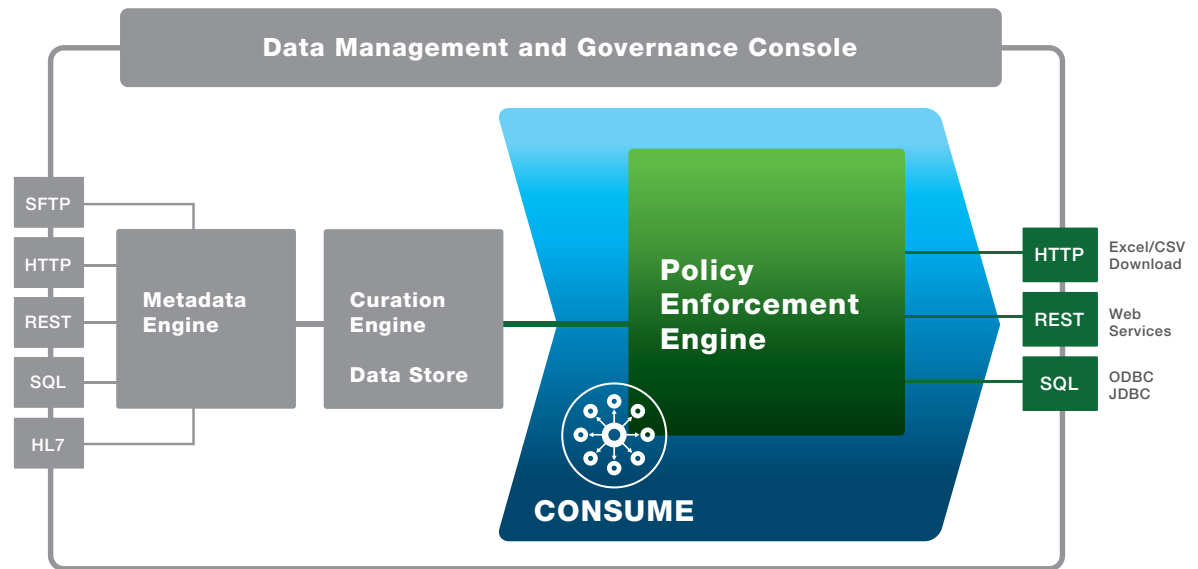 Data Management and Governance Console
SFTP
HTTP
REST
SQL
HL7
Metadata
Engine
Curation
Engine
Data Store
Policy
Enforcement
Engine
CONSUME
HTTP
Excel/CSV
Download
REST
Web
Services
SQL
ODBC
JDBC